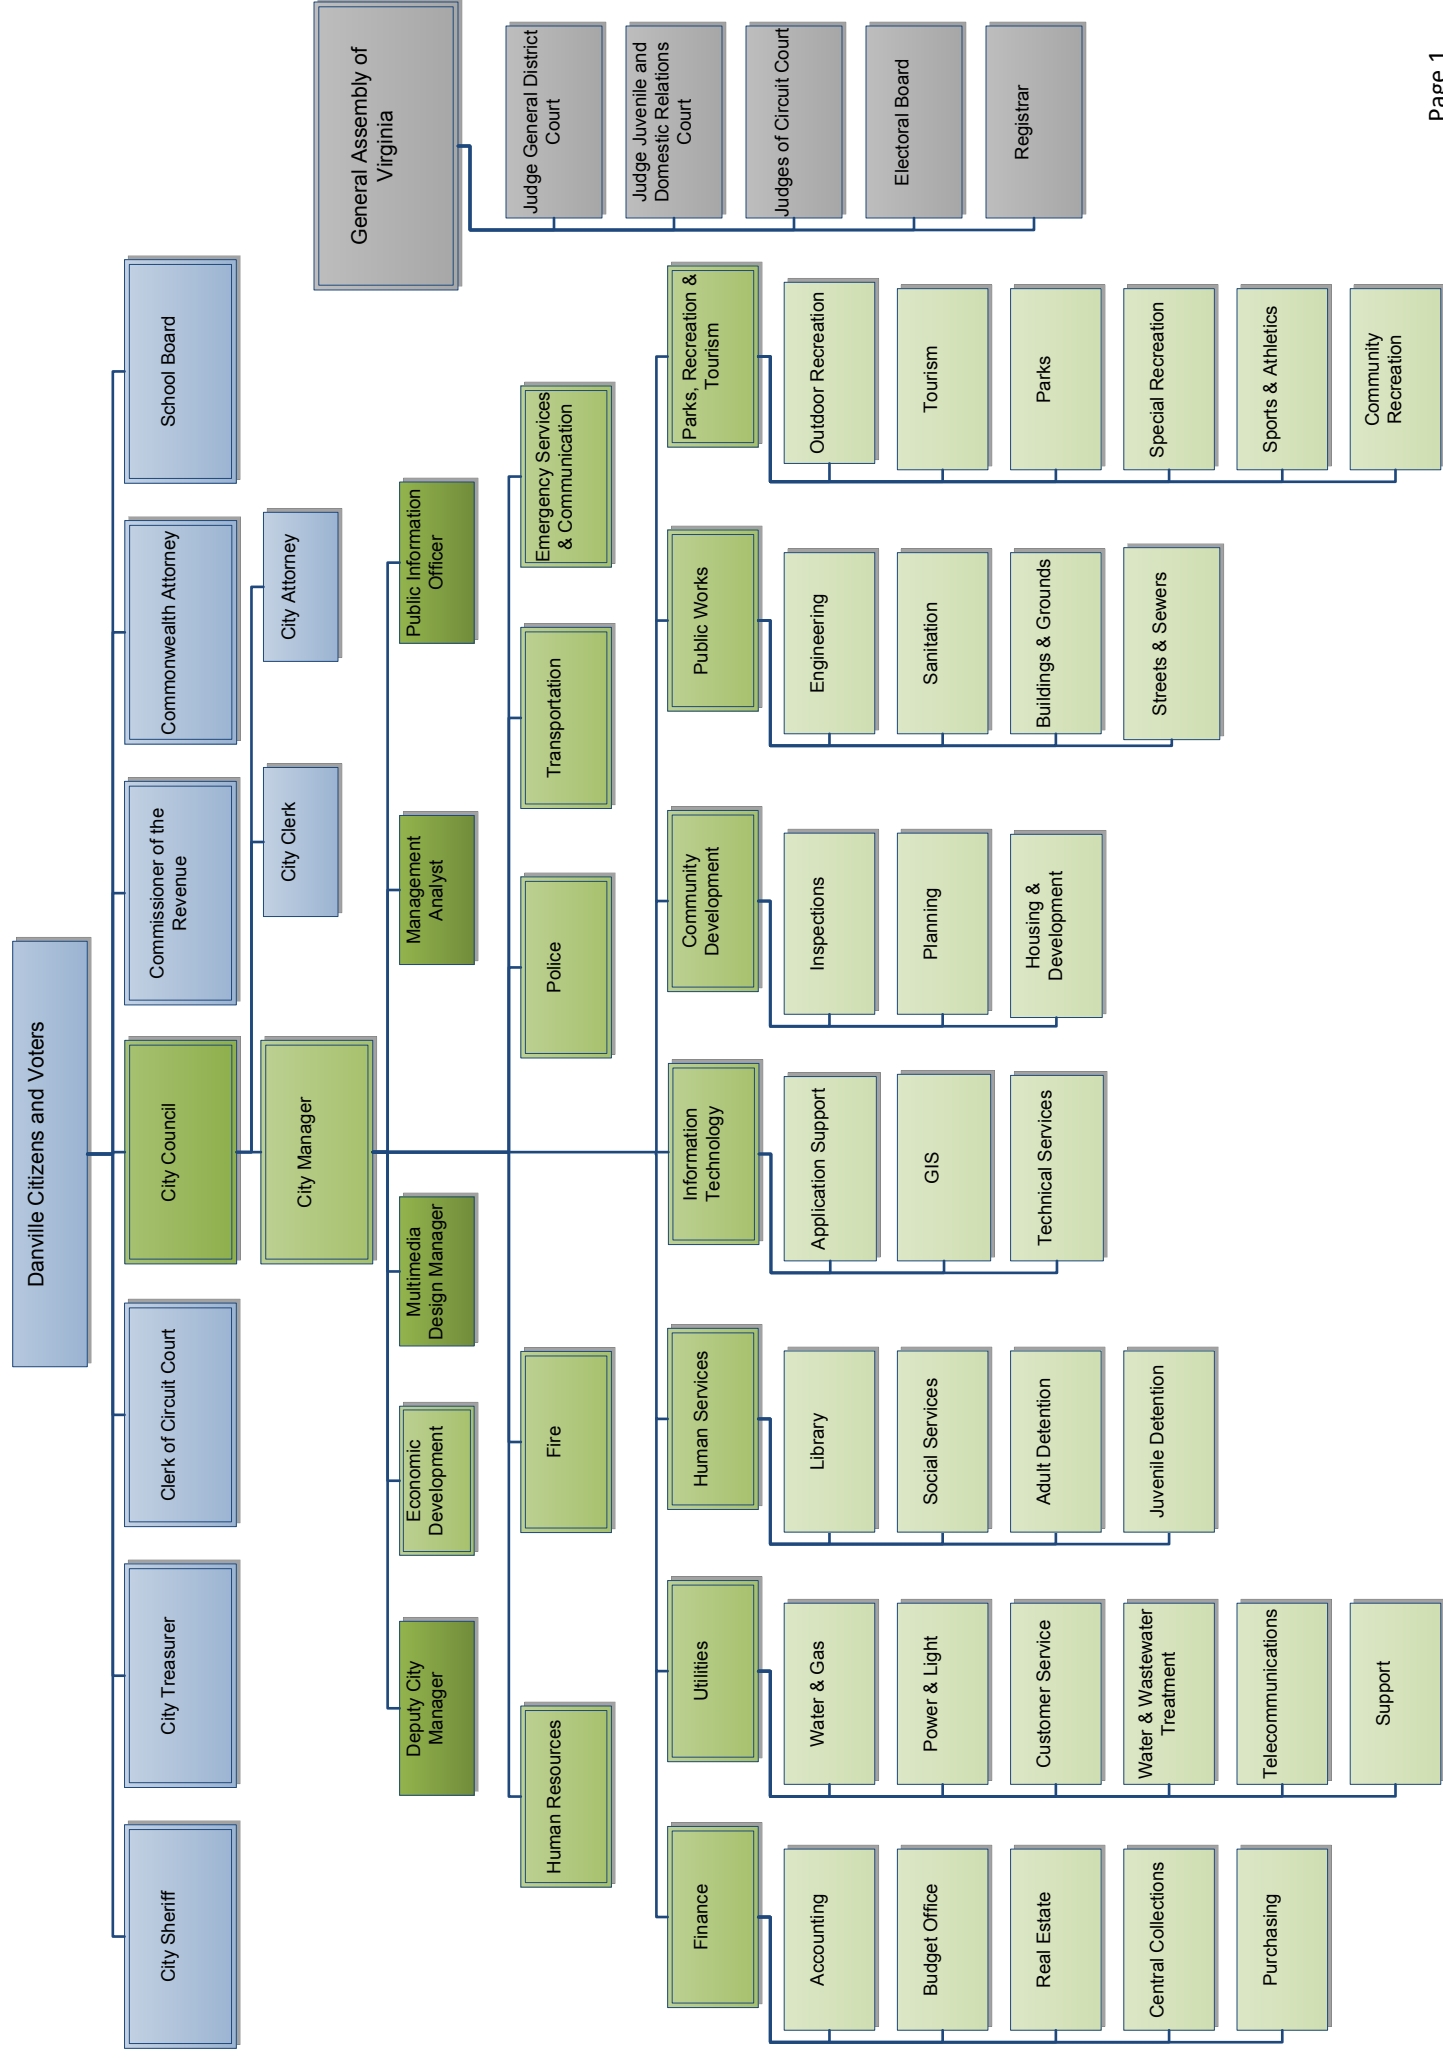 Danville Citizens and Voters
City Sheriff
City Treasurer
Clerk of Circuit Court
City Council
Commissioner of the
Revenue
Commonwealth Attorney
School Board
City Manager
City Clerk
City Attorney
General Assembly of
Virginia
Judge General District
Court
Judge Juvenile and
Domestic Relations
Court
Judges of Circuit Court
Electoral Board
Registrar
Deputy City
Manager
Economic
Development
Multimedia
Design Manager
Management
Analyst
Public Information
Officer
Human Resources
Fire
Police
Transportation
Emergency Services
& Communication
Finance
Accounting
Budget Office
Real Estate
Central Collections
Purchasing
Utilities
Water & Gas
Power & Light
Customer Service
Water & Wastewater
Treatment
Telecommunications
Support
Human Services
Library
Social Services
Adult Detention
Juvenile Detention
Information
Technology
Application Support
GIS
Technical Services
Community
Development
Inspections
Planning
Housing &
Development
Public Works
Engineering
Sanitation
Buildings & Grounds
Streets & Sewers
Parks, Recreation &
Tourism
Outdoor Recreation
Tourism
Parks
Special Recreation
Sports & Athletics
Community
Recreation
Page 1